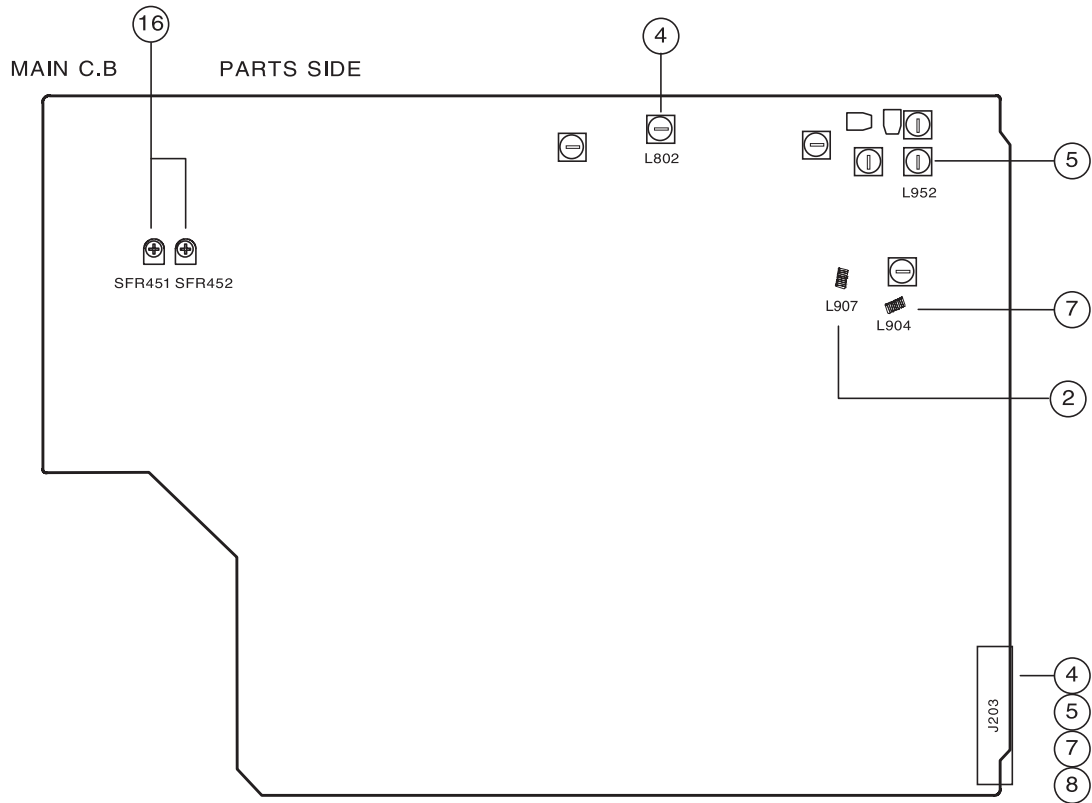 16
4
MAIN C.B PARTS SIDE
L802
5
L952
SFR451 SFR452
L907
7
L904
2
J203
4
5
7
8